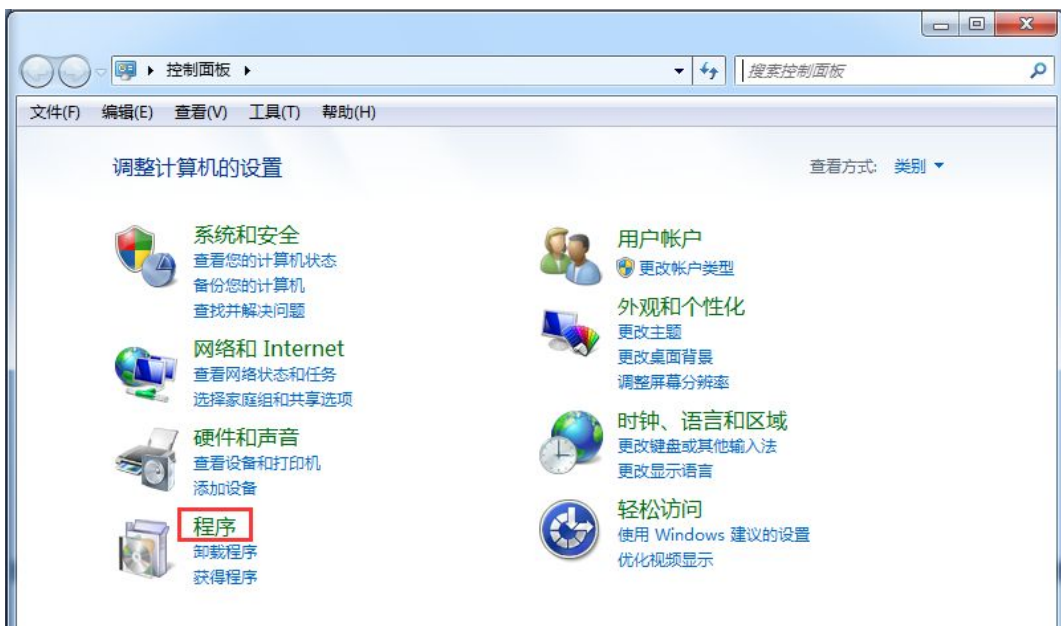 控制面板
搜索控制面板
文件(F) 编辑(E) 查看(V) 工具(T) 帮助(H)
调整计算机的设置
查看方式: 类别
系统和安全
查看您的计算机状态
备份您的计算机
查找并解决问题
网络和 Internet
查看网络状态和任务
选择家庭组和共享选项
硬件和声音
查看设备和打印机
添加设备
程序
卸载程序
获得程序
用户帐户
更改帐户类型
外观和个性化
更改主题
更改桌面背景
调整屏幕分辨率
时钟、语言和区域
更改键盘或其他输入法
更改显示语言
轻松访问
使用 Windows 建议的设置
优化视频显示